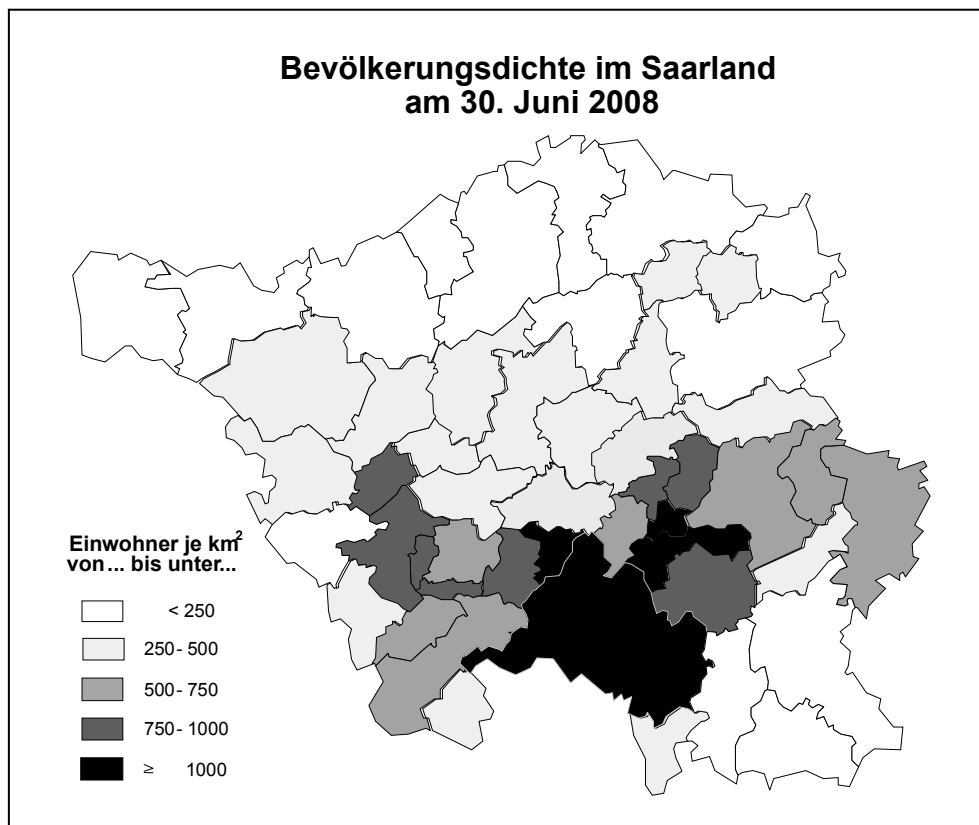 Bevölkerungsdichte im Saarland
am 30. Juni 2008
Einwohner je km²
von ... bis unter...
< 250
250 - 500
500 - 750
750 - 1000
≥ 1000